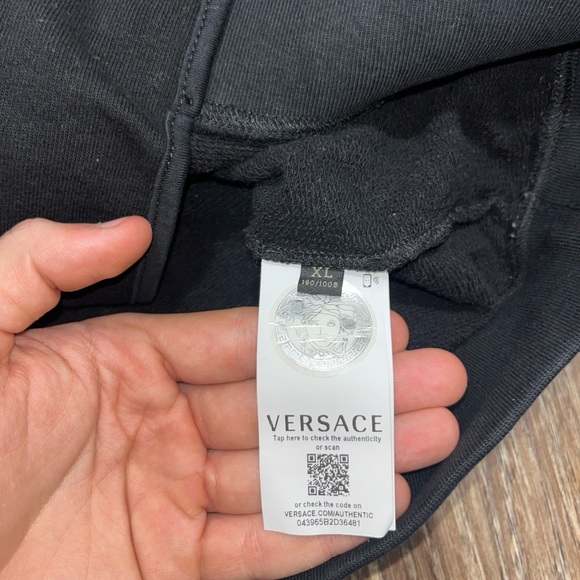 XL
190/100B
VERSACE
Tap here to check the authenticity
or scan
or check the code on
VERSACE.COM/AUTHENTIC
043965B2D36481